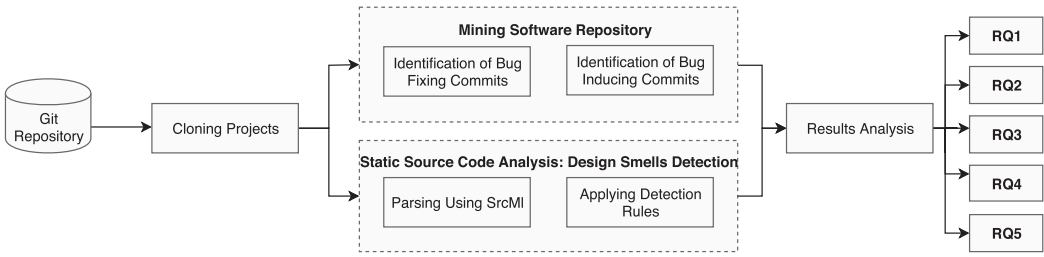 Git
Repository
Cloning Projects
Mining Software Repository
Identification of Bug
Fixing Commits
Identification of Bug
Inducing Commits
Static Source Code Analysis: Design Smells Detection
Parsing Using SrcMl
Applying Detection
Rules
Results Analysis
RQ1
RQ2
RQ3
RQ4
RQ5